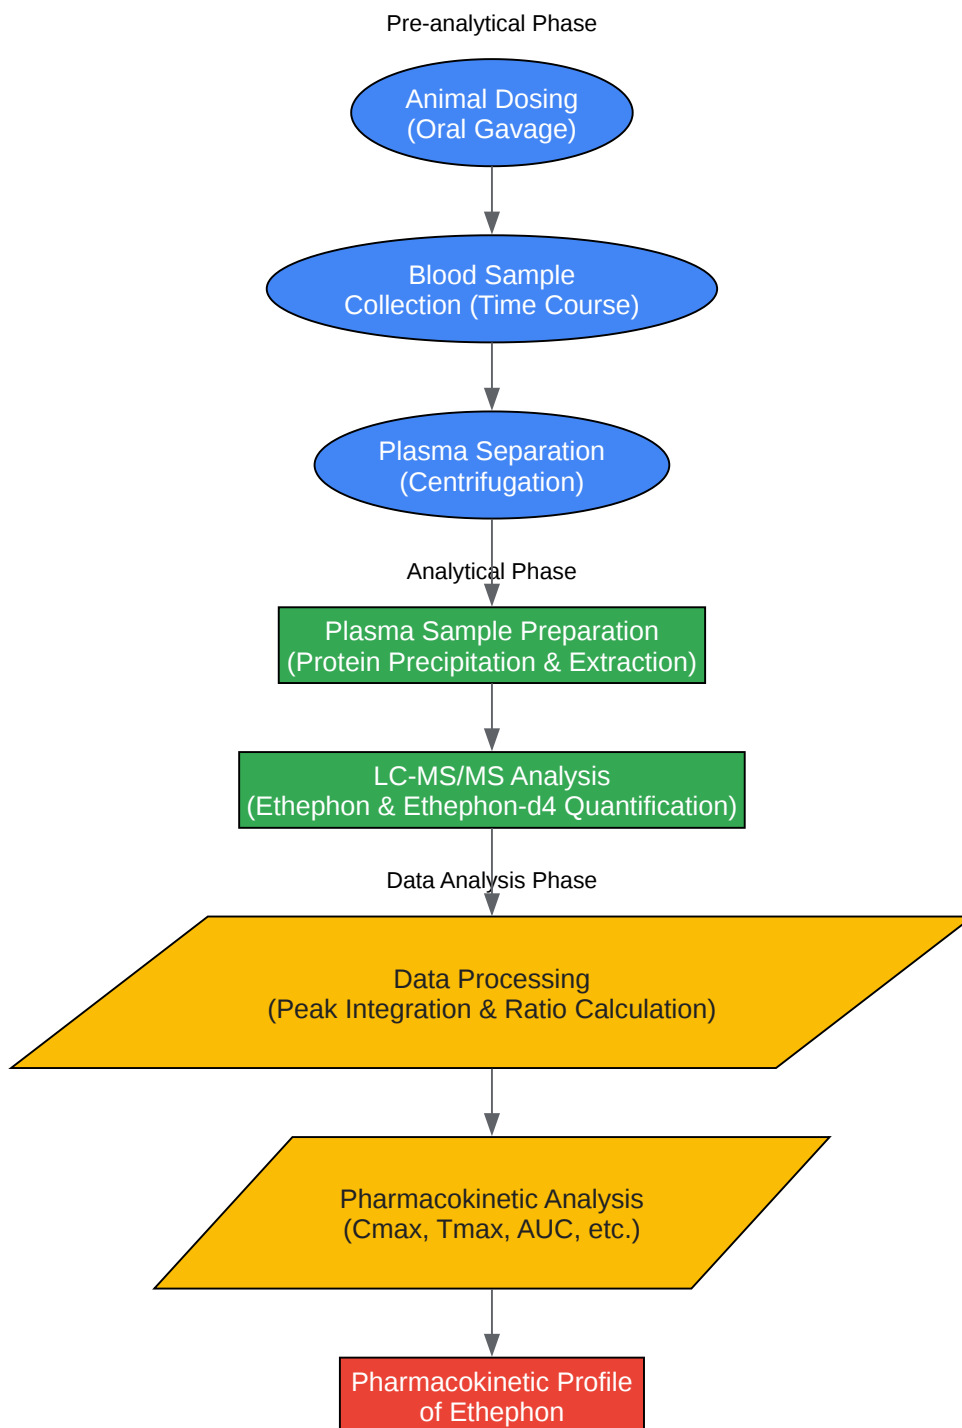 Pre-analytical Phase
Animal Dosing
(Oral Gavage)
Blood Sample
Collection (Time Course)
Plasma Separation
(Centrifugation)
Analytical Phase
Plasma Sample Preparation
(Protein Precipitation & Extraction)
LC-MS/MS Analysis
(Ethephon & Ethephon-d4 Quantification)
Data Analysis Phase
Data Processing
(Peak Integration & Ratio Calculation)
Pharmacokinetic Analysis
(Cmax, Tmax, AUC, etc.)
Pharmacokinetic Profile
of Ethephon